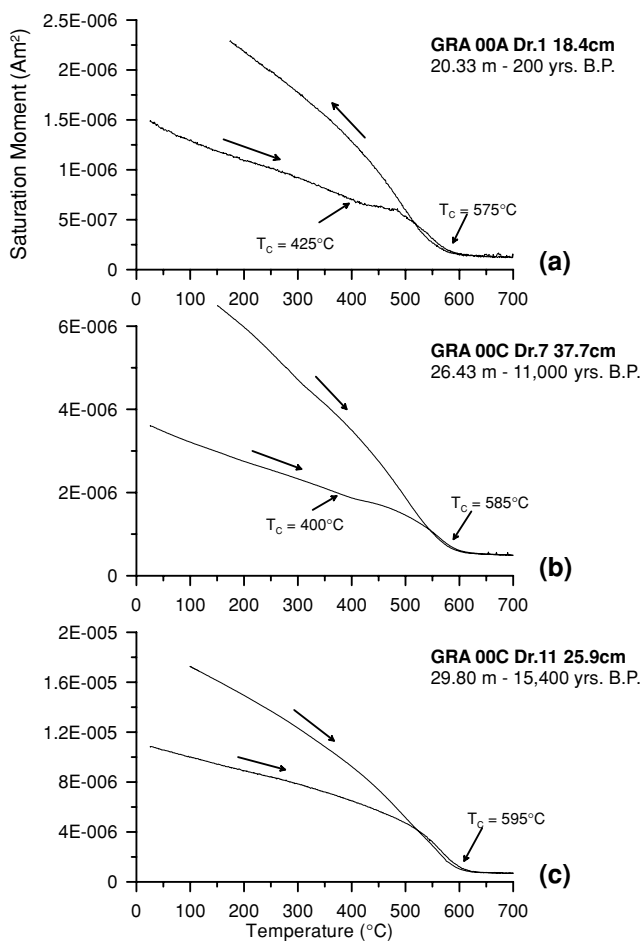 Saturation Moment (Am²)
2.5E-006
2E-006
1.5E-006
1E-006
5E-007
0
GRA 00A Dr.1 18.4cm
20.33 m - 200 yrs. B.P.
T_C = 575°C
T_C = 425°C
(a)
0 100 200 300 400 500 600 700
6E-006
4E-006
2E-006
0
GRA 00C Dr.7 37.7cm
26.43 m - 11,000 yrs. B.P.
T_C = 585°C
T_C = 400°C
(b)
0 100 200 300 400 500 600 700
2E-005
1.6E-005
1.2E-005
8E-006
4E-006
0
GRA 00C Dr.11 25.9cm
29.80 m - 15,400 yrs. B.P.
T_C = 595°C
(c)
0 100 200 300 400 500 600 700
Temperature (°C)